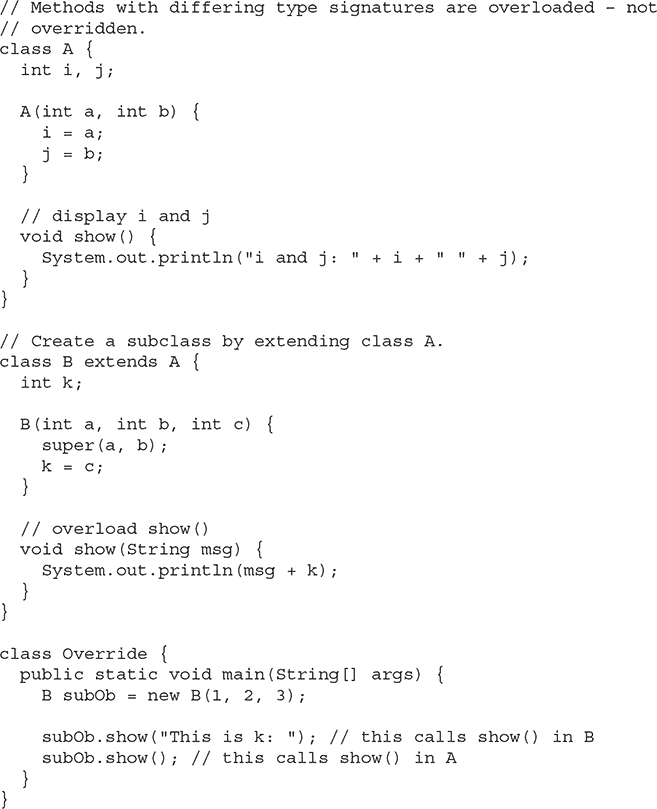 // Methods with differing type signatures are overloaded – not
// overridden.
class A {
  int i, j;

  A(int a, int b) {
    i = a;
    j = b;
  }

  // display i and j
  void show() {
    System.out.println("i and j: " + i + " " + j);
  }
}

// Create a subclass by extending class A.
class B extends A {
  int k;

  B(int a, int b, int c) {
    super(a, b);
    k = c;
  }

  // overload show()
  void show(String msg) {
    System.out.println(msg + k);
  }
}

class Override {
  public static void main(String[] args) {
    B subOb = new B(1, 2, 3);

    subOb.show("This is k: "); // this calls show() in B
    subOb.show(); // this calls show() in A
  }
}